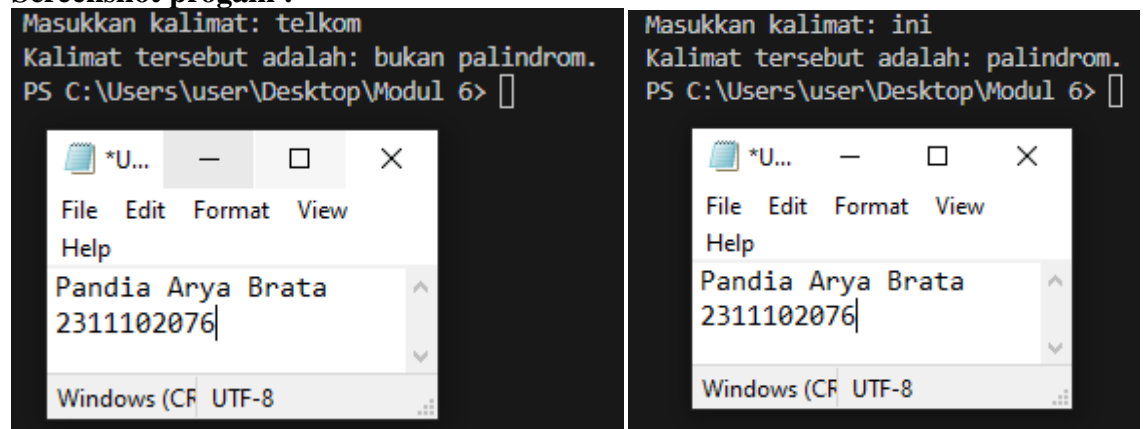 Screenshot progam :
Masukkan kalimat: telkom
Kalimat tersebut adalah: bukan palindrom.
PS C:\Users\user\Desktop\Modul 6>
*U...
File Edit Format View
Help
Pandia Arya Brata
2311102076
Windows (CR UTF-8
Masukkan kalimat: ini
Kalimat tersebut adalah: palindrom.
PS C:\Users\user\Desktop\Modul 6>
*U...
File Edit Format View
Help
Pandia Arya Brata
2311102076
Windows (CR UTF-8